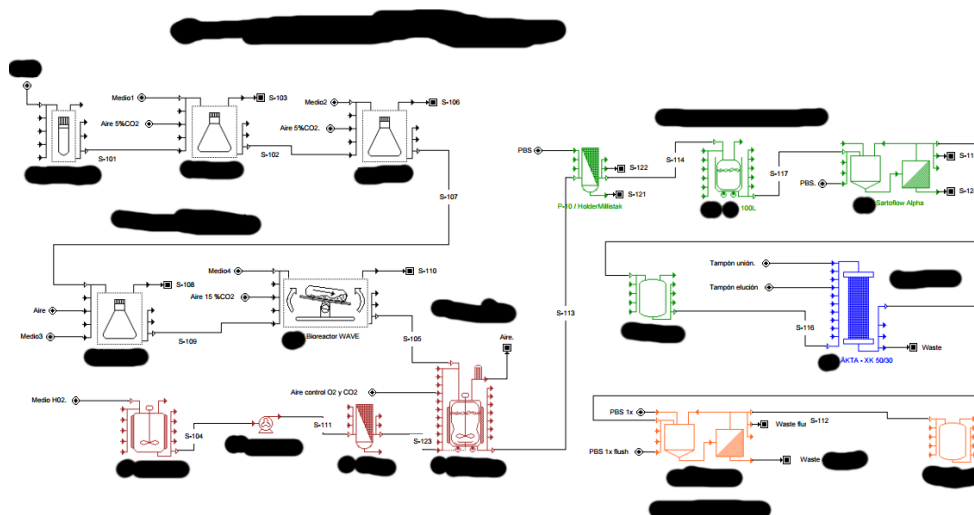 Medio1
S-103
Medio2
S-106
Aire 5%CO2
Aire 5%CO2.
S-101
S-102
S-107
PBS
S-122
S-114
S-121
P-10 / HolderMillistak
100L
S-117
PBS.
Sartoflow Alpha
S-108
Aire
Medio3
S-109
Medio4
S-110
Aire 15 %CO2
Bioreactor WAVE
S-105
S-113
Aire.
Tampón unión.
Tampón elución
S-116
Waste
ÄKTA - XK 50/30
Medio H02.
S-104
S-111
Aire control O2 y CO2
S-123
PBS 1x
PBS 1x flush
Waste flur
S-112
Waste